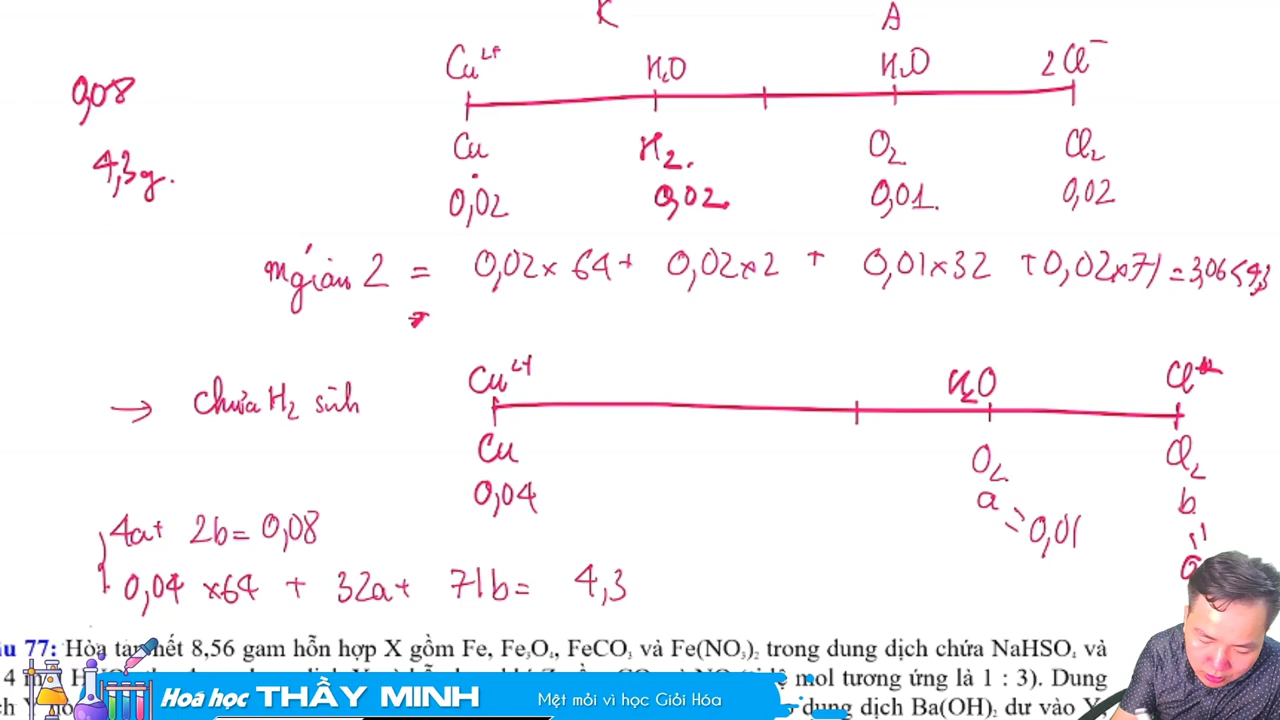 K A
Cu²⁺ H₂O H₂O 2Cl⁻
0,08
Cu H₂. O₂ Cl₂
4,3g.
0,02 0,02. 0,01. 0,02
m giảm 2 = 0,02 × 64 + 0,02 × 2 + 0,01 × 32 + 0,02 × 71 = 3,06 < 4,3
Cu²⁺ H₂O Cl⁻
→ chưa H₂ sinh
Cu O₂ Cl₂
0,04 a b
= 0,01
4a + 2b = 0,08
0,04 × 64 + 32a + 71b = 4,3
77: Hòa tan hết 8,56 gam hỗn hợp X gồm Fe, Fe₃O₄, FeCO₃ và Fe(NO₃)₂ trong dung dịch chứa NaHSO₄ và
mol tương ứng là 1 : 3). Dung
dung dịch Ba(OH)₂ dư vào Y
Hoá học THẦY MINH Mệt mỏi vì học Giỏi Hóa